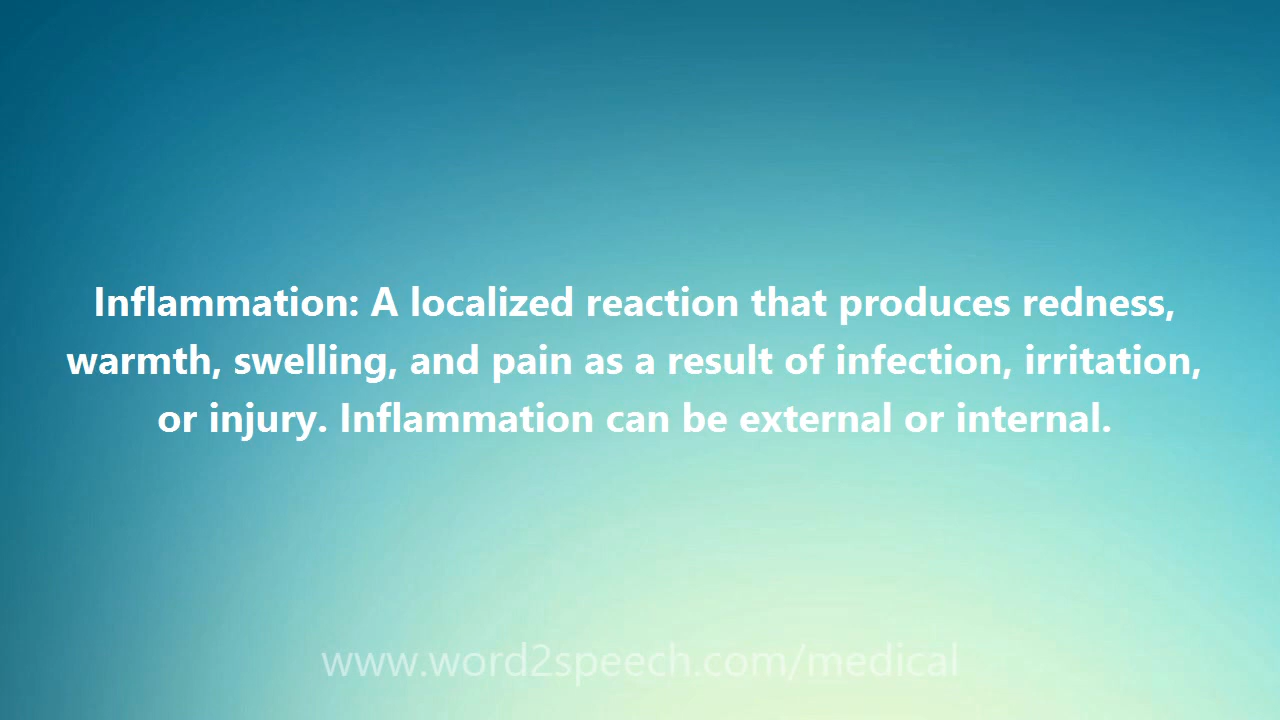 Inflammation: A localized reaction that produces redness,
warmth, swelling, and pain as a result of infection, irritation,
or injury. Inflammation can be external or internal.
www.word2speech.com/medical